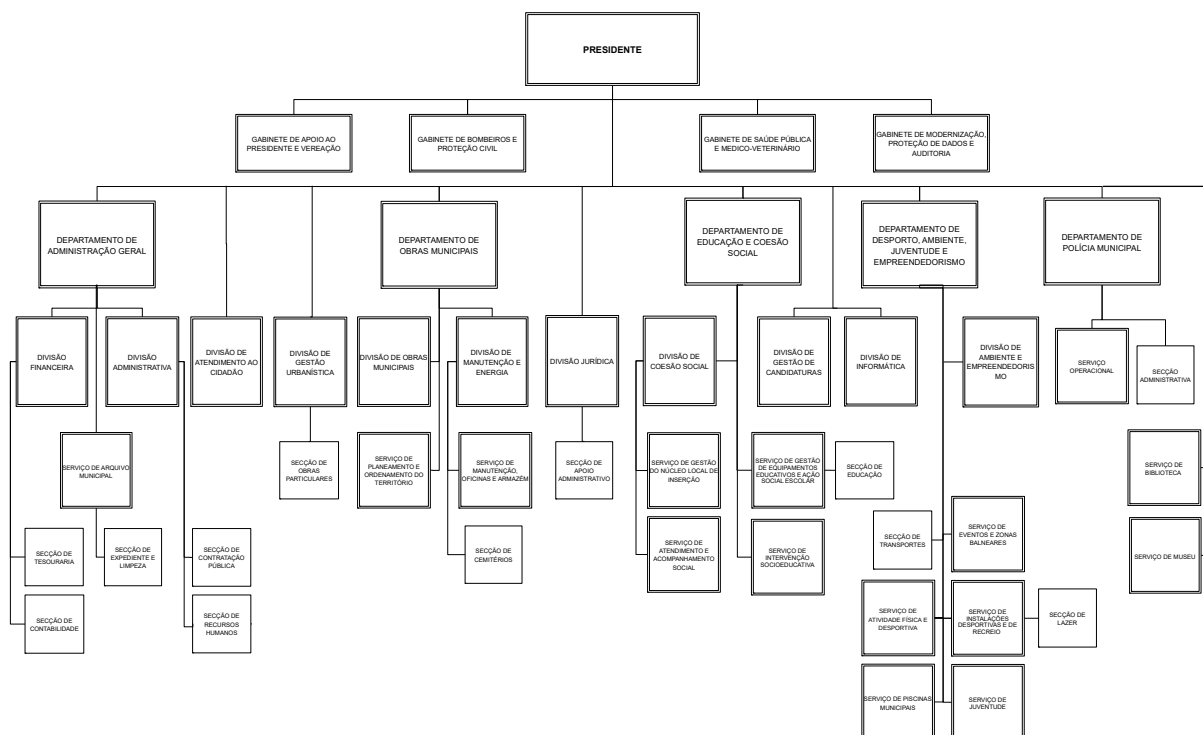 PRESIDENTE
GABINETE DE APOIO AO
PRESIDENTE E VEREAÇÃO
GABINETE DE BOMBEIROS E
PROTEÇÃO CIVIL
GABINETE DE SAÚDE PÚBLICA
E MEDICO-VETERINÁRIO
GABINETE DE MODERNIZAÇÃO,
PROTEÇÃO DE DADOS E
AUDITORIA
DEPARTAMENTO DE
ADMINISTRAÇÃO GERAL
DEPARTAMENTO DE
OBRAS MUNICIPAIS
DEPARTAMENTO DE
EDUCAÇÃO E COESÃO
SOCIAL
DEPARTAMENTO DE
DESPORTO, AMBIENTE,
JUVENTUDE E
EMPREENDEDORISMO
DEPARTAMENTO DE
POLÍCIA MUNICIPAL
DIVISÃO
FINANCEIRA
DIVISÃO
ADMINISTRATIVA
DIVISÃO DE
ATENDIMENTO AO
CIDADÃO
DIVISÃO DE
GESTÃO
URBANÍSTICA
DIVISÃO DE OBRAS
MUNICIPAIS
DIVISÃO DE
MANUTENÇÃO E
ENERGIA
DIVISÃO JURÍDICA
DIVISÃO DE
COESÃO SOCIAL
DIVISÃO DE
GESTÃO DE
CANDIDATURAS
DIVISÃO DE
INFORMÁTICA
DIVISÃO DE
AMBIENTE E
EMPREENDEDORIS
MO
SERVIÇO
OPERACIONAL
SECÇÃO
ADMINISTRATIVA
SERVIÇO DE ARQUIVO
MUNICIPAL
SECÇÃO DE
OBRAS
PARTICULARES
SERVIÇO DE
PLANEAMENTO E
ORDENAMENTO DO
TERRITÓRIO
SERVIÇO DE
MANUTENÇÃO,
OFICINAS E ARMAZÉM
SECÇÃO DE
APOIO
ADMINISTRATIVO
SERVIÇO DE GESTÃO
DO NÚCLEO LOCAL DE
INSERÇÃO
SERVIÇO DE GESTÃO
DE EQUIPAMENTOS
EDUCATIVOS E AÇÃO
SOCIAL ESCOLAR
SECÇÃO DE
EDUCAÇÃO
SERVIÇO DE
BIBLIOTECA
SECÇÃO DE
TESOURARIA
SECÇÃO DE
EXPEDIENTE E
LIMPEZA
SECÇÃO DE
CONTRATAÇÃO
PÚBLICA
SECÇÃO DE
CEMITÉRIOS
SERVIÇO DE
ATENDIMENTO E
ACOMPANHAMENTO
SOCIAL
SERVIÇO DE
INTERVENÇÃO
SOCIOEDUCATIVA
SECÇÃO DE
TRANSPORTES
SERVIÇO DE
EVENTOS E ZONAS
BALNEARES
SERVIÇO DE MUSEU
SECÇÃO DE
CONTABILIDADE
SECÇÃO DE
RECURSOS
HUMANOS
SERVIÇO DE
ATIVIDADE FÍSICA E
DESPORTIVA
SERVIÇO DE
INSTALAÇÕES
DESPORTIVAS E DE
RECREIO
SECÇÃO DE
LAZER
SERVIÇO DE PISCINAS
MUNICIPAIS
SERVIÇO DE
JUVENTUDE